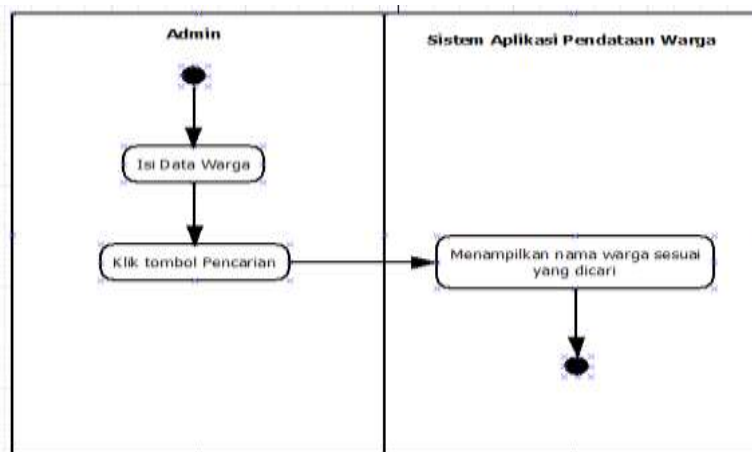 Admin
Sistem Aplikasi Pendataan Warga
Isi Data Warga
Klik tombol Pencarian
Menampilkan nama warga sesuai
yang dicari